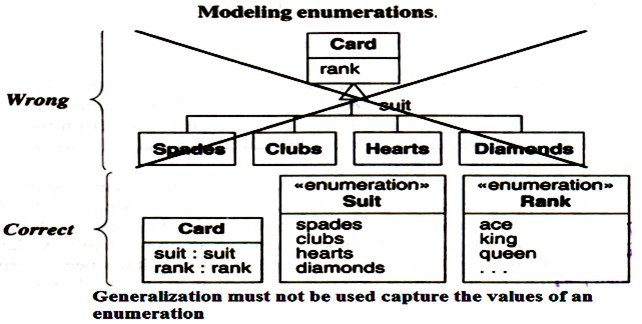 Modeling enumerations.
Card
rank
Wrong
suit
Spades Clubs Hearts Diamonds
«enumeration» «enumeration»
Suit Rank
Correct
Card
suit : suit
rank : rank
spades
clubs
hearts
diamonds
ace
king
queen
. . .
Generalization must not be used capture the values of an
enumeration